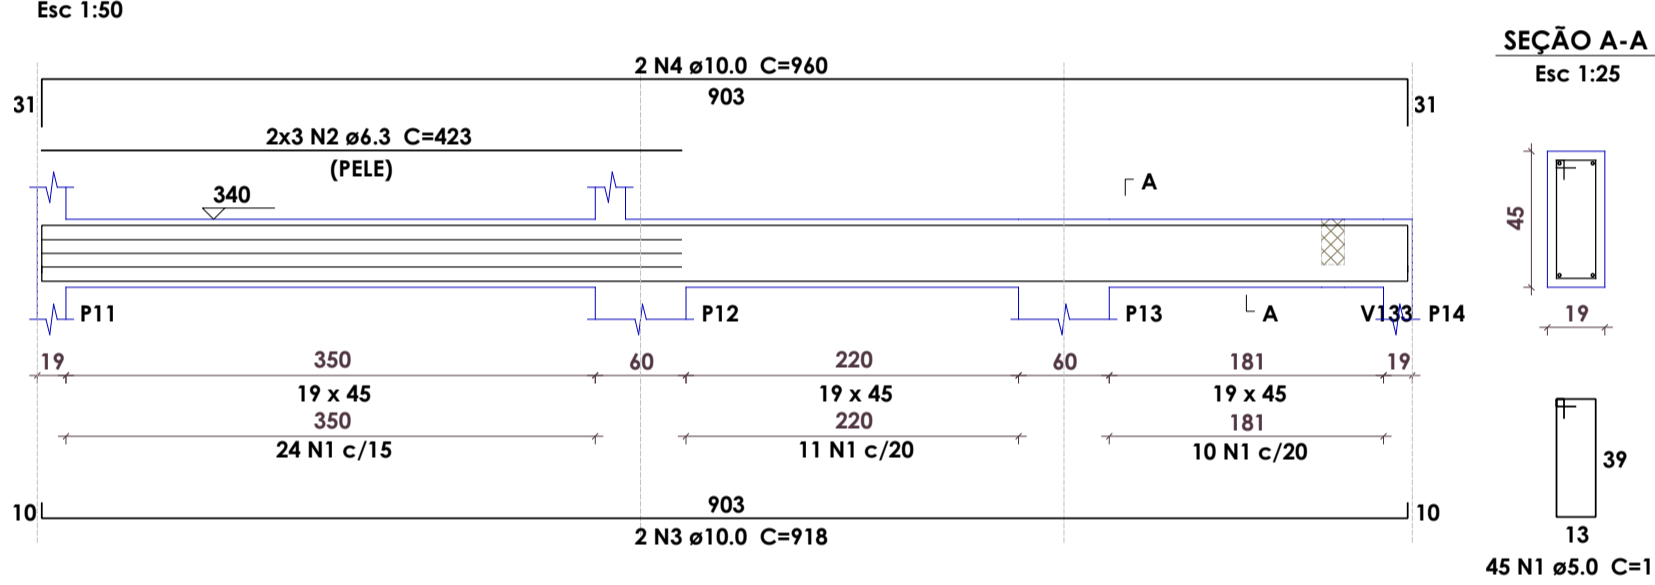 Esc 1:50
SEÇÃO A-A
Esc 1:25
2 N4 ø10.0 C=960
903
31
31
2x3 N2 ø6.3 C=423
(PELE)
340
A
45
19
P11
P12
P13
A
V133
P14
19
350
60
220
60
181
19
19 x 45
19 x 45
19 x 45
350
220
181
24 N1 c/15
11 N1 c/20
10 N1 c/20
39
13
10
903
10
2 N3 ø10.0 C=918
45 N1 ø5.0 C=1